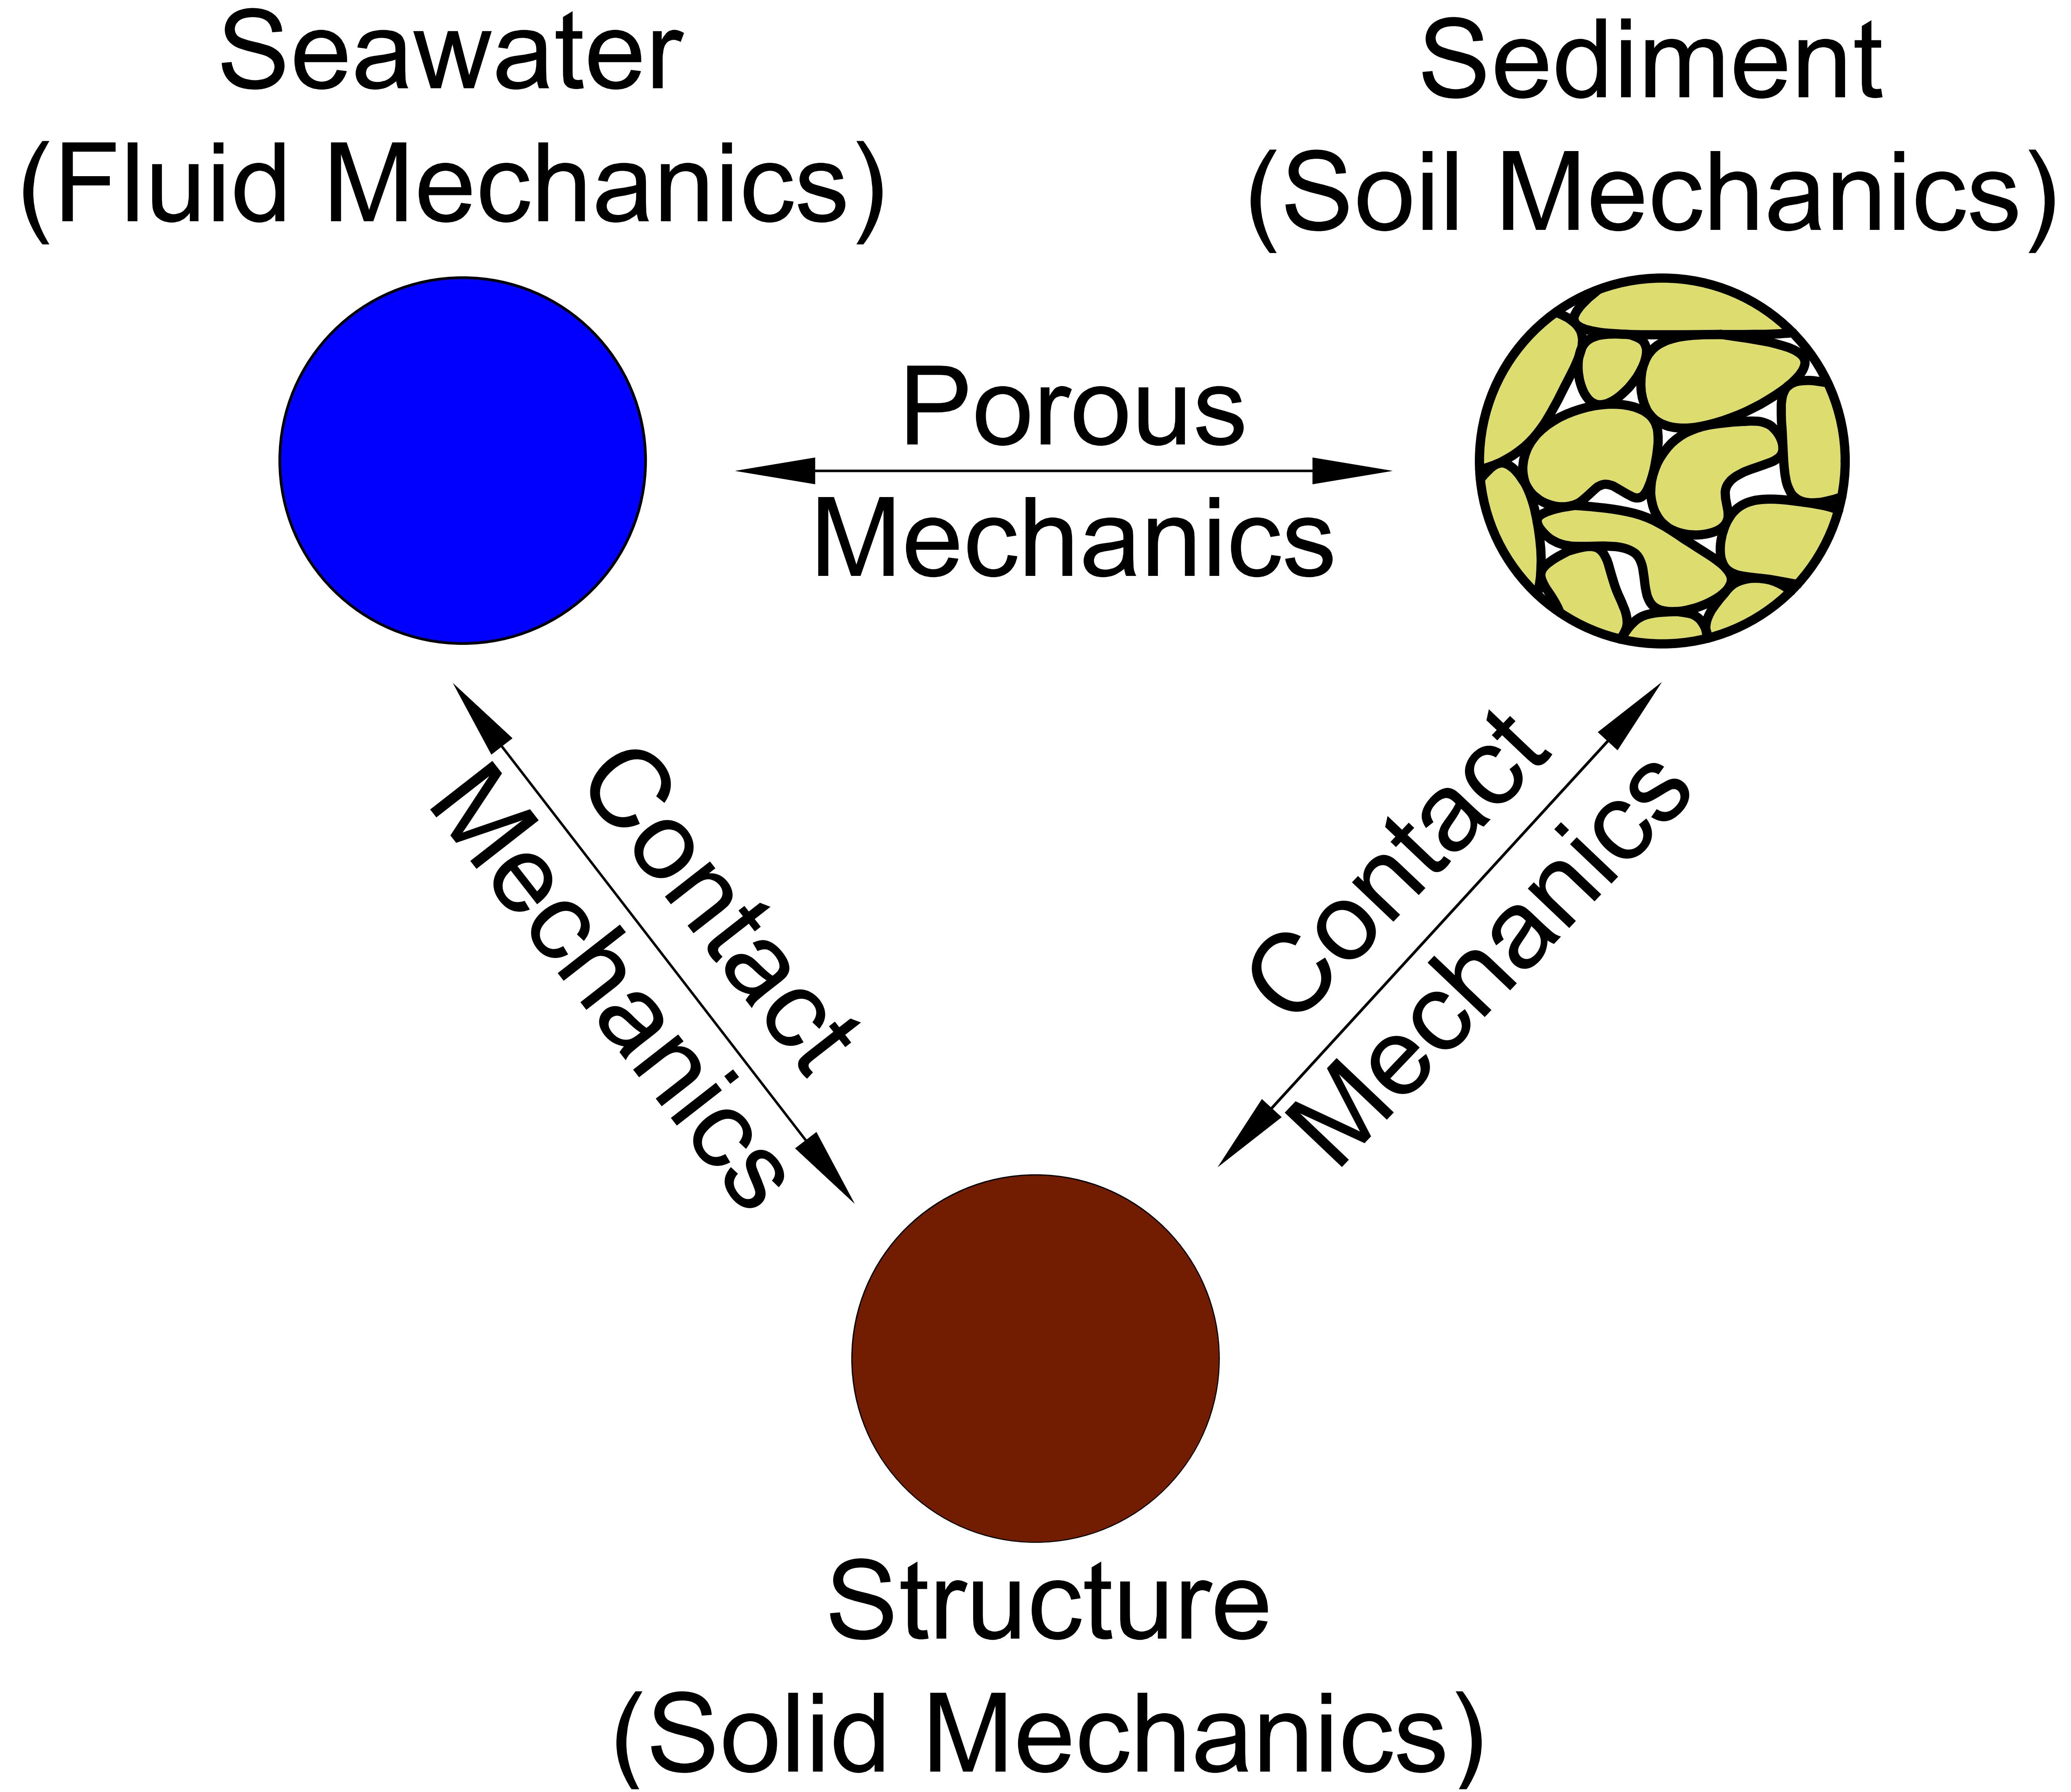 Seawater
(Fluid Mechanics)
Sediment
(Soil Mechanics)
Porous
Mechanics
Contact
Mechanics
Contact
Mechanics
Structure
(Solid Mechanics)